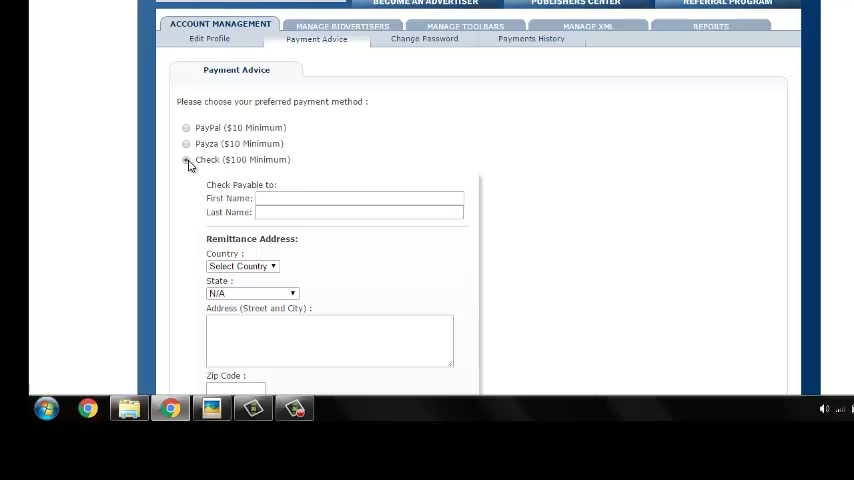 BECOME AN ADVERTISER PUBLISHERS CENTER REFERRAL PROGRAM
ACCOUNT MANAGEMENT MANAGE BIDVERTISERS MANAGE TOOLBARS MANAGE XML REPORTS
Edit Profile Payment Advice Change Password Payments History
Payment Advice
Please choose your preferred payment method :
PayPal ($10 Minimum)
Payza ($10 Minimum)
Check ($100 Minimum)
Check Payable to:
First Name:
Last Name:
Remittance Address:
Country :
Select Country
State :
N/A
Address (Street and City) :
Zip Code :